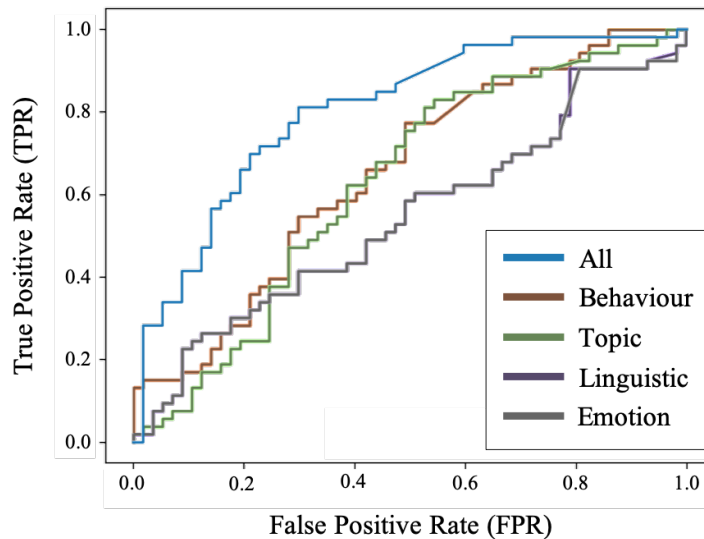 True Positive Rate (TPR)
1.0
0.8
0.6
0.4
0.2
0.0
All
Behaviour
Topic
Linguistic
Emotion
0.0 0.2 0.4 0.6 0.8 1.0
False Positive Rate (FPR)